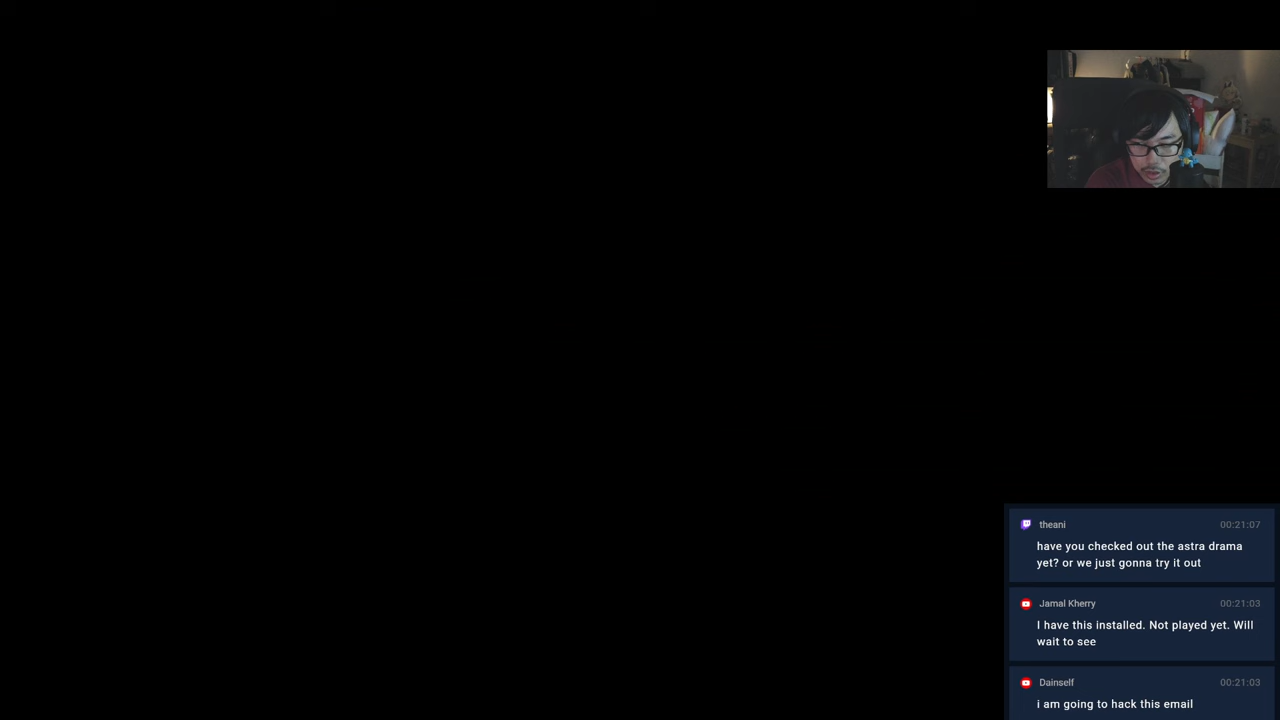 theani 00:21:07
have you checked out the astra drama
yet? or we just gonna try it out
Jamal Kherry 00:21:03
I have this installed. Not played yet. Will
wait to see
Dainself 00:21:03
i am going to hack this email